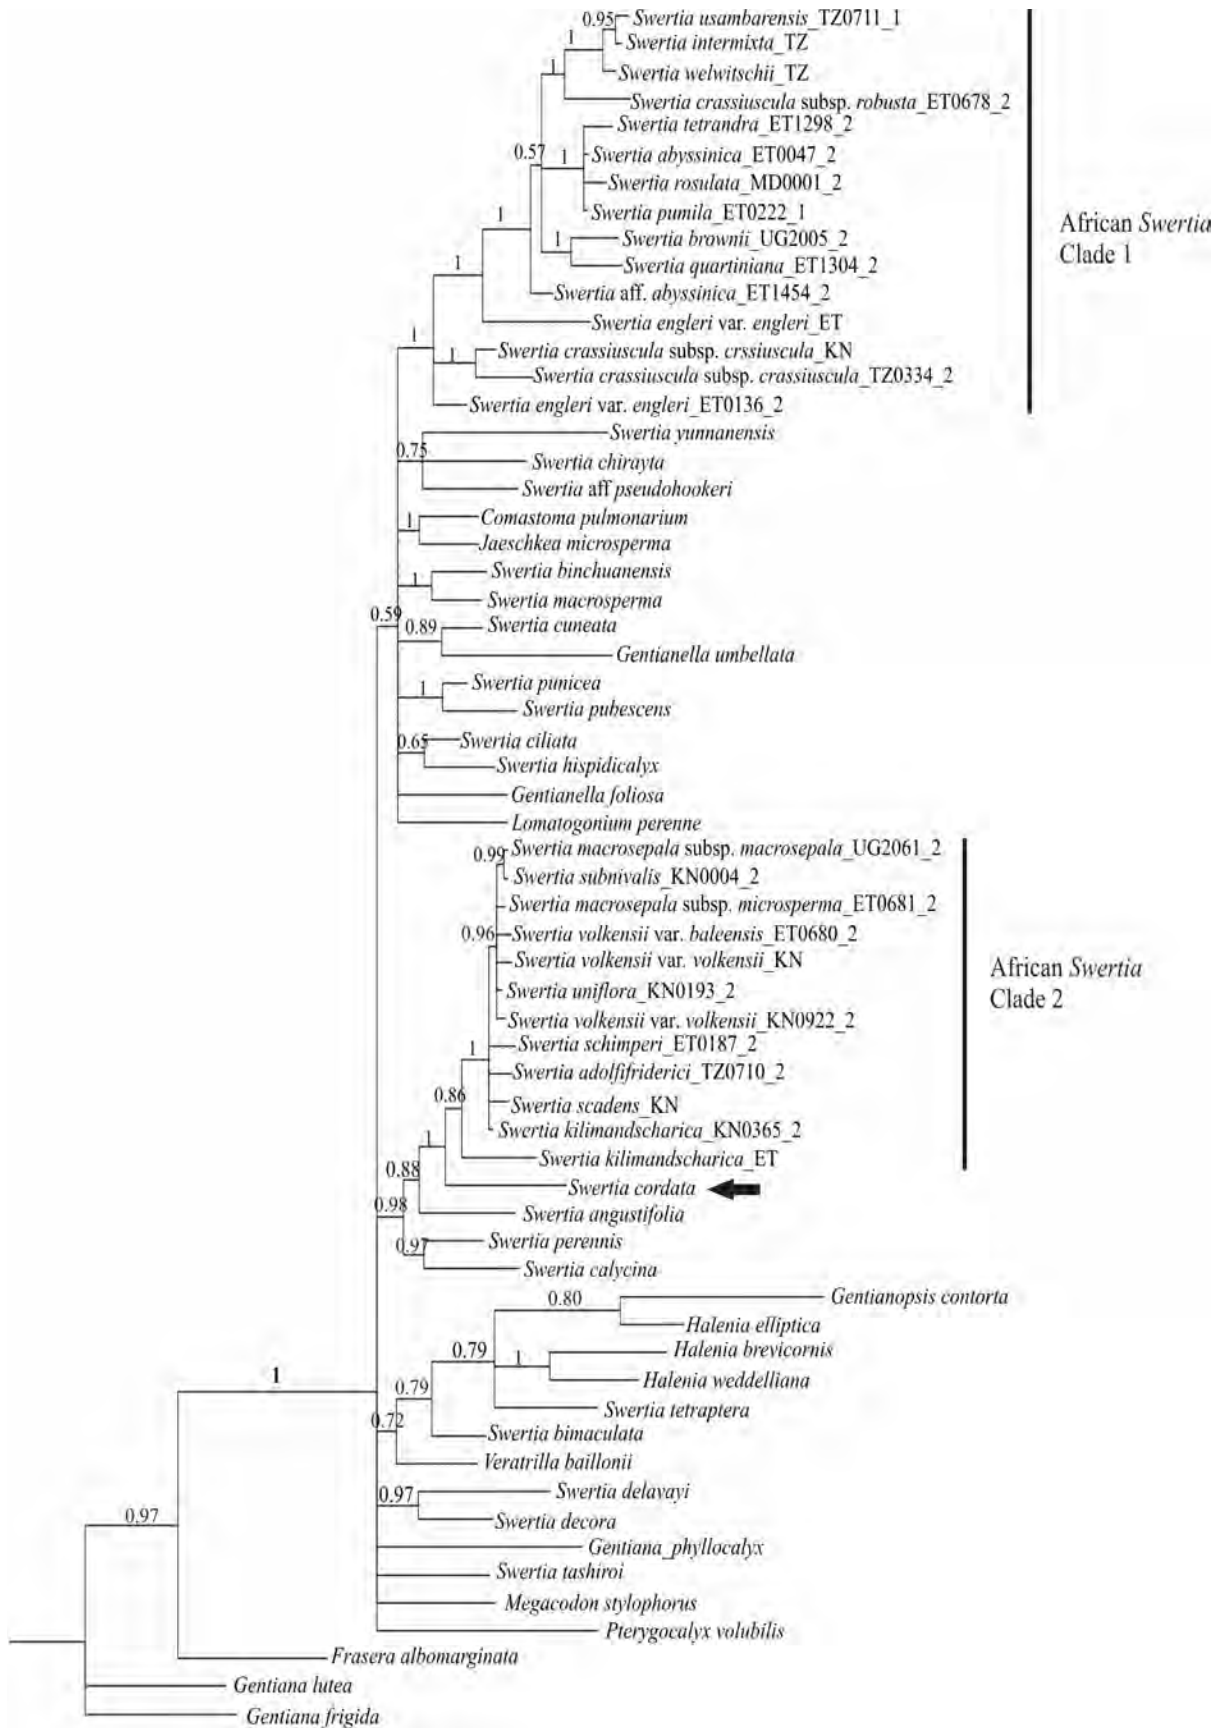 0.95
Swertia usambarensis_TZ0711_1
1
Swertia intermixta_TZ
1
Swertia welwitschii_TZ
Swertia crassiuscula subsp. robusta_ET0678_2
Swertia tetrandra_ET1298_2
0.57
1
Swertia abyssinica_ET0047_2
Swertia rosulata_MD0001_2
Swertia pumila_ET0222_1
1
1
Swertia brownii_UG2005_2
Swertia quartiniana_ET1304_2
1
Swertia aff. abyssinica_ET1454_2
Swertia engleri var. engleri_ET
1
1
Swertia crassiuscula subsp. crssiuscula_KN
Swertia crassiuscula subsp. crassiuscula_TZ0334_2
Swertia engleri var. engleri_ET0136_2
African Swertia
Clade 1
Swertia yunnanensis
0.75
Swertia chirayta
Swertia aff pseudohookeri
1
Comastoma pulmonarium
Jaeschkea microsperma
1
Swertia binchuanensis
Swertia macrosperma
0.59
0.89
Swertia cuneata
Gentianella umbellata
1
Swertia punicea
Swertia pubescens
0.65
Swertia ciliata
Swertia hispidicalyx
Gentianella foliosa
Lomatogonium perenne
0.99
Swertia macrosepala subsp. macrosepala_UG2061_2
Swertia subnivalis_KN0004_2
Swertia macrosepala subsp. microsperma_ET0681_2
0.96
Swertia volkensii var. baleensis_ET0680_2
Swertia volkensii var. volkensii_KN
Swertia uniflora_KN0193_2
Swertia volkensii var. volkensii_KN0922_2
1
Swertia schimperi_ET0187_2
Swertia adolfifriderici_TZ0710_2
0.86
Swertia scadens_KN
Swertia kilimandscharica_KN0365_2
1
Swertia kilimandscharica_ET
African Swertia
Clade 2
0.88
Swertia cordata
0.98
Swertia angustifolia
0.97
Swertia perennis
Swertia calycina
0.80
Gentianopsis contorta
Halenia elliptica
0.79
1
Halenia brevicornis
Halenia weddelliana
1
0.79
Swertia tetraptera
0.72
Swertia bimaculata
Veratrilla baillonii
0.97
Swertia delavayi
0.97
Swertia decora
Gentiana_phyllocalyx
Swertia tashiroi
Megacodon stylophorus
Pterygocalyx volubilis
Frasera albomarginata
Gentiana lutea
Gentiana frigida